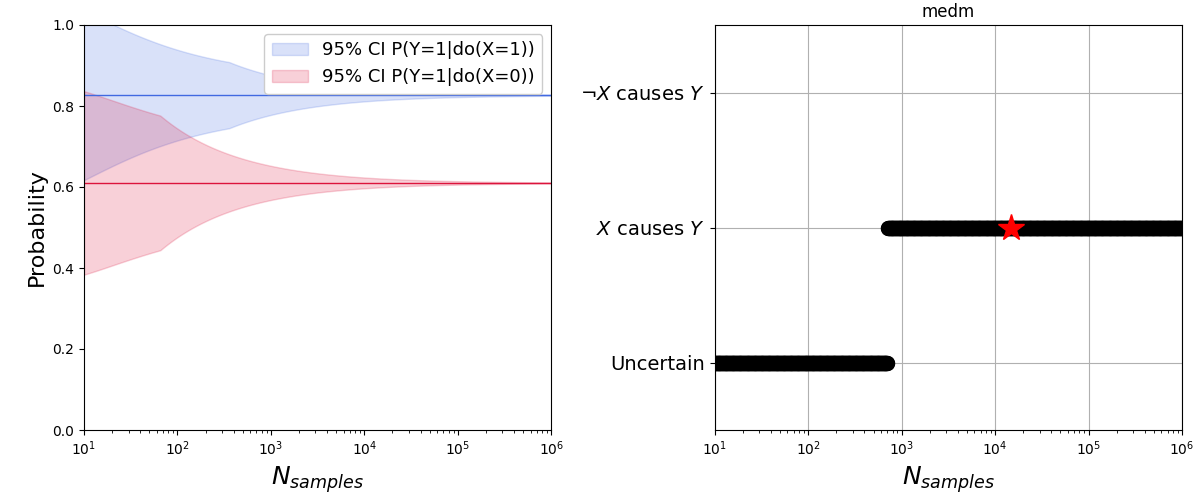 95% CI P(Y=1|do(X=1))
95% CI P(Y=1|do(X=0))
Probability
1.0
0.8
0.6
0.4
0.2
0.0
10¹ 10² 10³ 10⁴ 10⁵ 10⁶
N_samples
medm
¬X causes Y
X causes Y
Uncertain
10¹ 10² 10³ 10⁴ 10⁵ 10⁶
N_samples